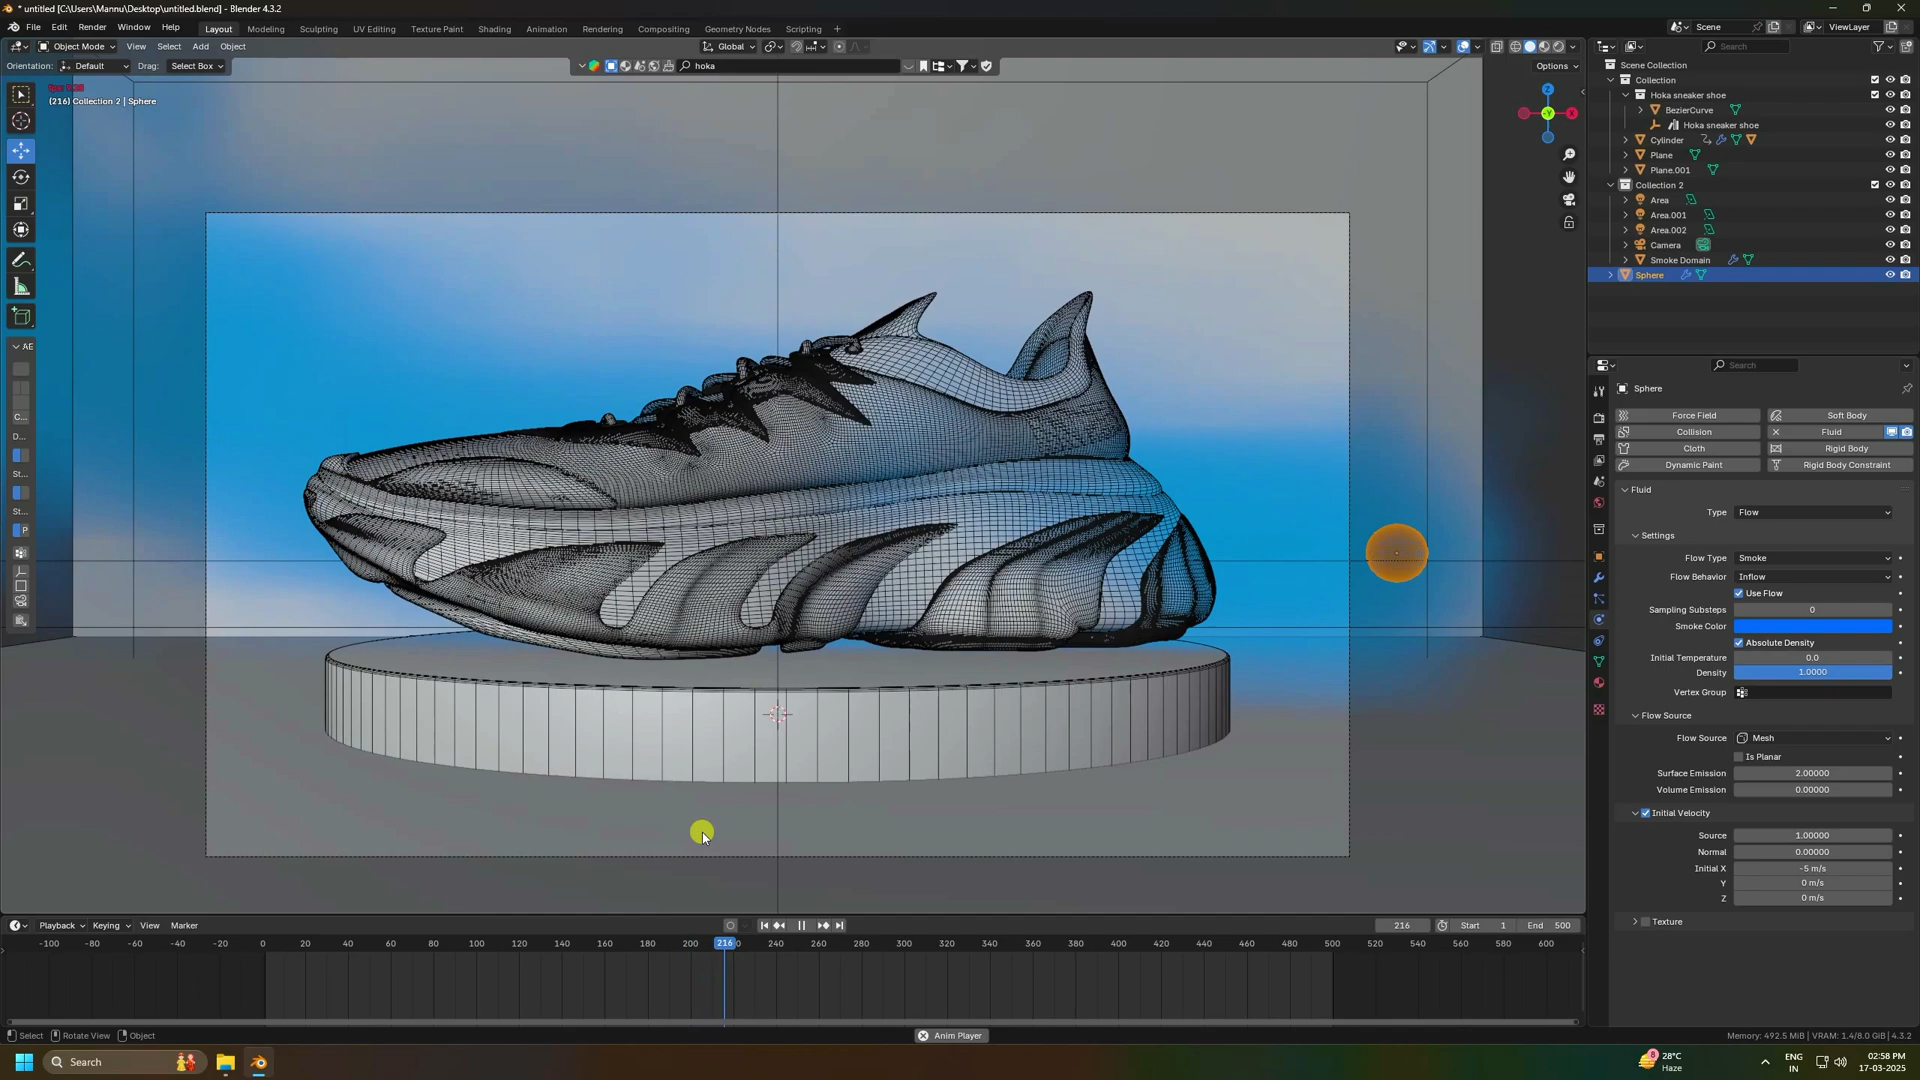 * untitled [C:\Users\Mannu\Desktop\untitled.blend] - Blender 4.3.2
File Edit Render Window Help Layout Modeling Sculpting UV Editing Texture Paint Shading Animation Rendering Compositing Geometry Nodes Scripting + Scene ViewLayer
Object Mode View Select Add Object Global Search
Orientation: Default Drag: Select Box hoka Options
(216) Collection 2 | Sphere
Scene Collection
Collection
Hoka sneaker shoe
BezierCurve
Hoka sneaker shoe
Cylinder
Plane
Plane.001
Collection 2
Area
Area.001
Area.002
Camera
Smoke Domain
Sphere
Z
Y
X
AE
C...
D...
St...
St...
P
Search
Sphere
Force Field Soft Body
Collision Fluid
Cloth Rigid Body
Dynamic Paint Rigid Body Constraint
Fluid
Type Flow
Settings
Flow Type Smoke
Flow Behavior Inflow
Use Flow
Sampling Substeps 0
Smoke Color
Absolute Density
Initial Temperature 0.0
Density 1.0000
Vertex Group
Flow Source
Flow Source Mesh
Is Planar
Surface Emission 2.00000
Volume Emission 0.00000
Initial Velocity
Source 1.00000
Normal 0.00000
Initial X -5 m/s
Y 0 m/s
Z 0 m/s
Texture
Playback Keying View Marker 216 Start 1 End 500
-100 -80 -60 -40 -20 0 20 40 60 80 100 120 140 160 180 200 216 240 260 280 300 320 340 360 380 400 420 440 460 480 500 520 540 560 580 600
Select Rotate View Object Anim Player Memory: 492.5 MiB | VRAM: 1.4/8.0 GiB | 4.3.2
Search 8 28°C Haze ENG IN 02:58 PM 17-03-2025